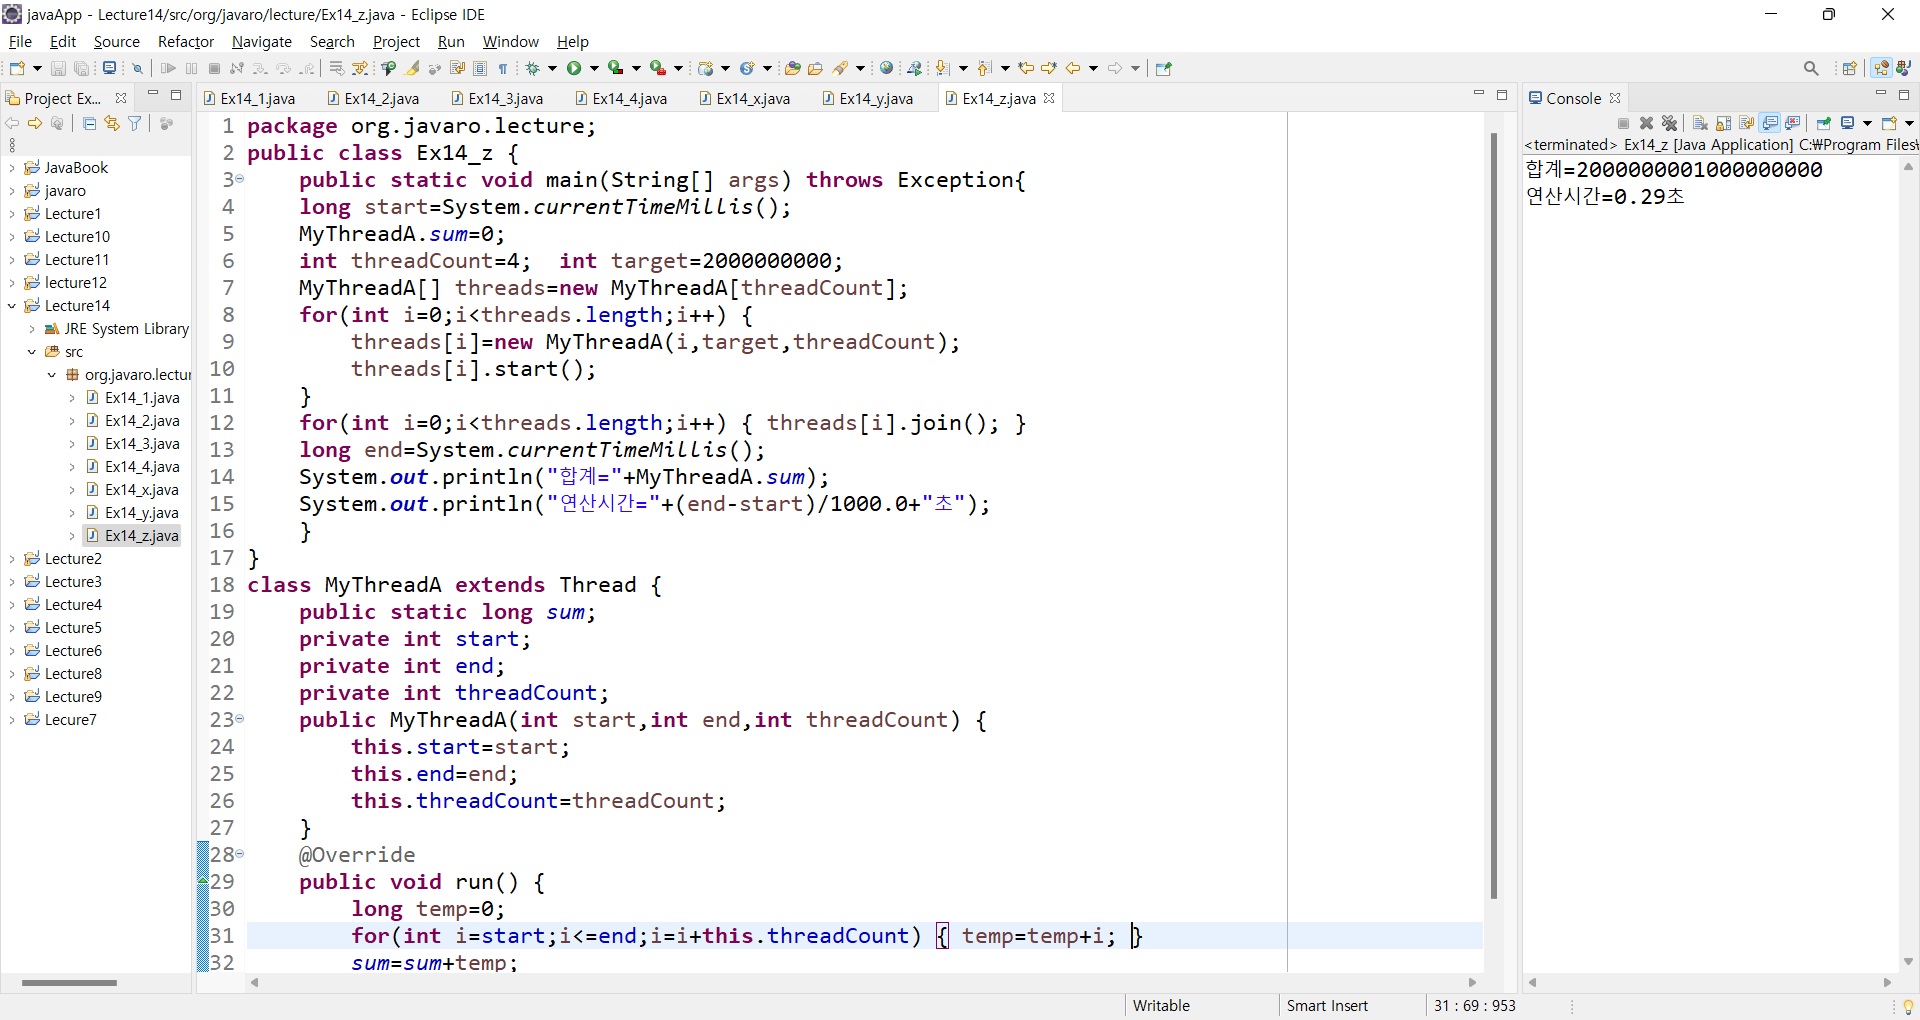 javaApp - Lecture14/src/org/javaro/lecture/Ex14_z.java - Eclipse IDE
File Edit Source Refactor Navigate Search Project Run Window Help
Project Ex...
JavaBook
javaro
Lecture1
Lecture10
Lecture11
lecture12
Lecture14
JRE System Library
src
org.javaro.lectur
Ex14_1.java
Ex14_2.java
Ex14_3.java
Ex14_4.java
Ex14_x.java
Ex14_y.java
Ex14_z.java
Lecture2
Lecture3
Lecture4
Lecture5
Lecture6
Lecture8
Lecture9
Lecure7
Ex14_1.java Ex14_2.java Ex14_3.java Ex14_4.java Ex14_x.java Ex14_y.java Ex14_z.java
1 package org.javaro.lecture;
2 public class Ex14_z {
3 public static void main(String[] args) throws Exception{
4 long start=System.currentTimeMillis();
5 MyThreadA.sum=0;
6 int threadCount=4; int target=2000000000;
7 MyThreadA[] threads=new MyThreadA[threadCount];
8 for(int i=0;i<threads.length;i++) {
9 threads[i]=new MyThreadA(i,target,threadCount);
10 threads[i].start();
11 }
12 for(int i=0;i<threads.length;i++) { threads[i].join(); }
13 long end=System.currentTimeMillis();
14 System.out.println("합계="+MyThreadA.sum);
15 System.out.println("연산시간="+(end-start)/1000.0+"초");
16 }
17 }
18 class MyThreadA extends Thread {
19 public static long sum;
20 private int start;
21 private int end;
22 private int threadCount;
23 public MyThreadA(int start,int end,int threadCount) {
24 this.start=start;
25 this.end=end;
26 this.threadCount=threadCount;
27 }
28 @Override
29 public void run() {
30 long temp=0;
31 for(int i=start;i<=end;i=i+this.threadCount) { temp=temp+i; }
32 sum=sum+temp;
Console
<terminated> Ex14_z [Java Application] C:₩Program Files₩
합계=2000000001000000000
연산시간=0.29초
Writable Smart Insert 31 : 69 : 953